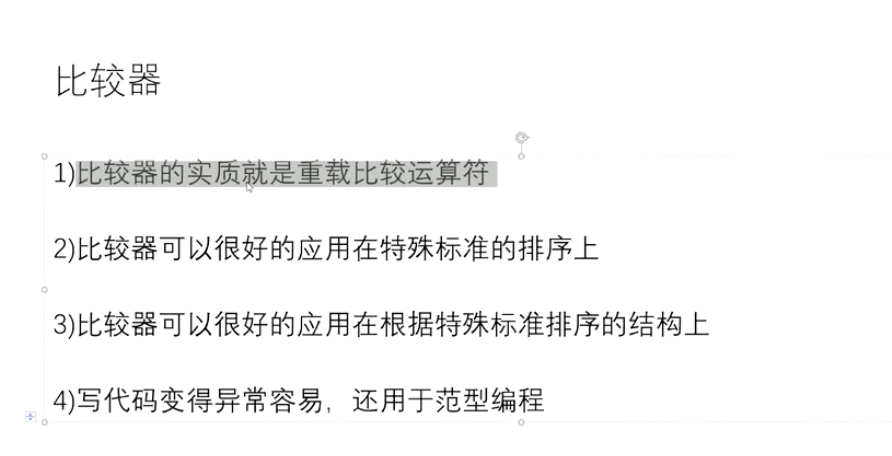 比较器
1)比较器的实质就是重载比较运算符
2)比较器可以很好的应用在特殊标准的排序上
3)比较器可以很好的应用在根据特殊标准排序的结构上
4)写代码变得异常容易，还用于范型编程